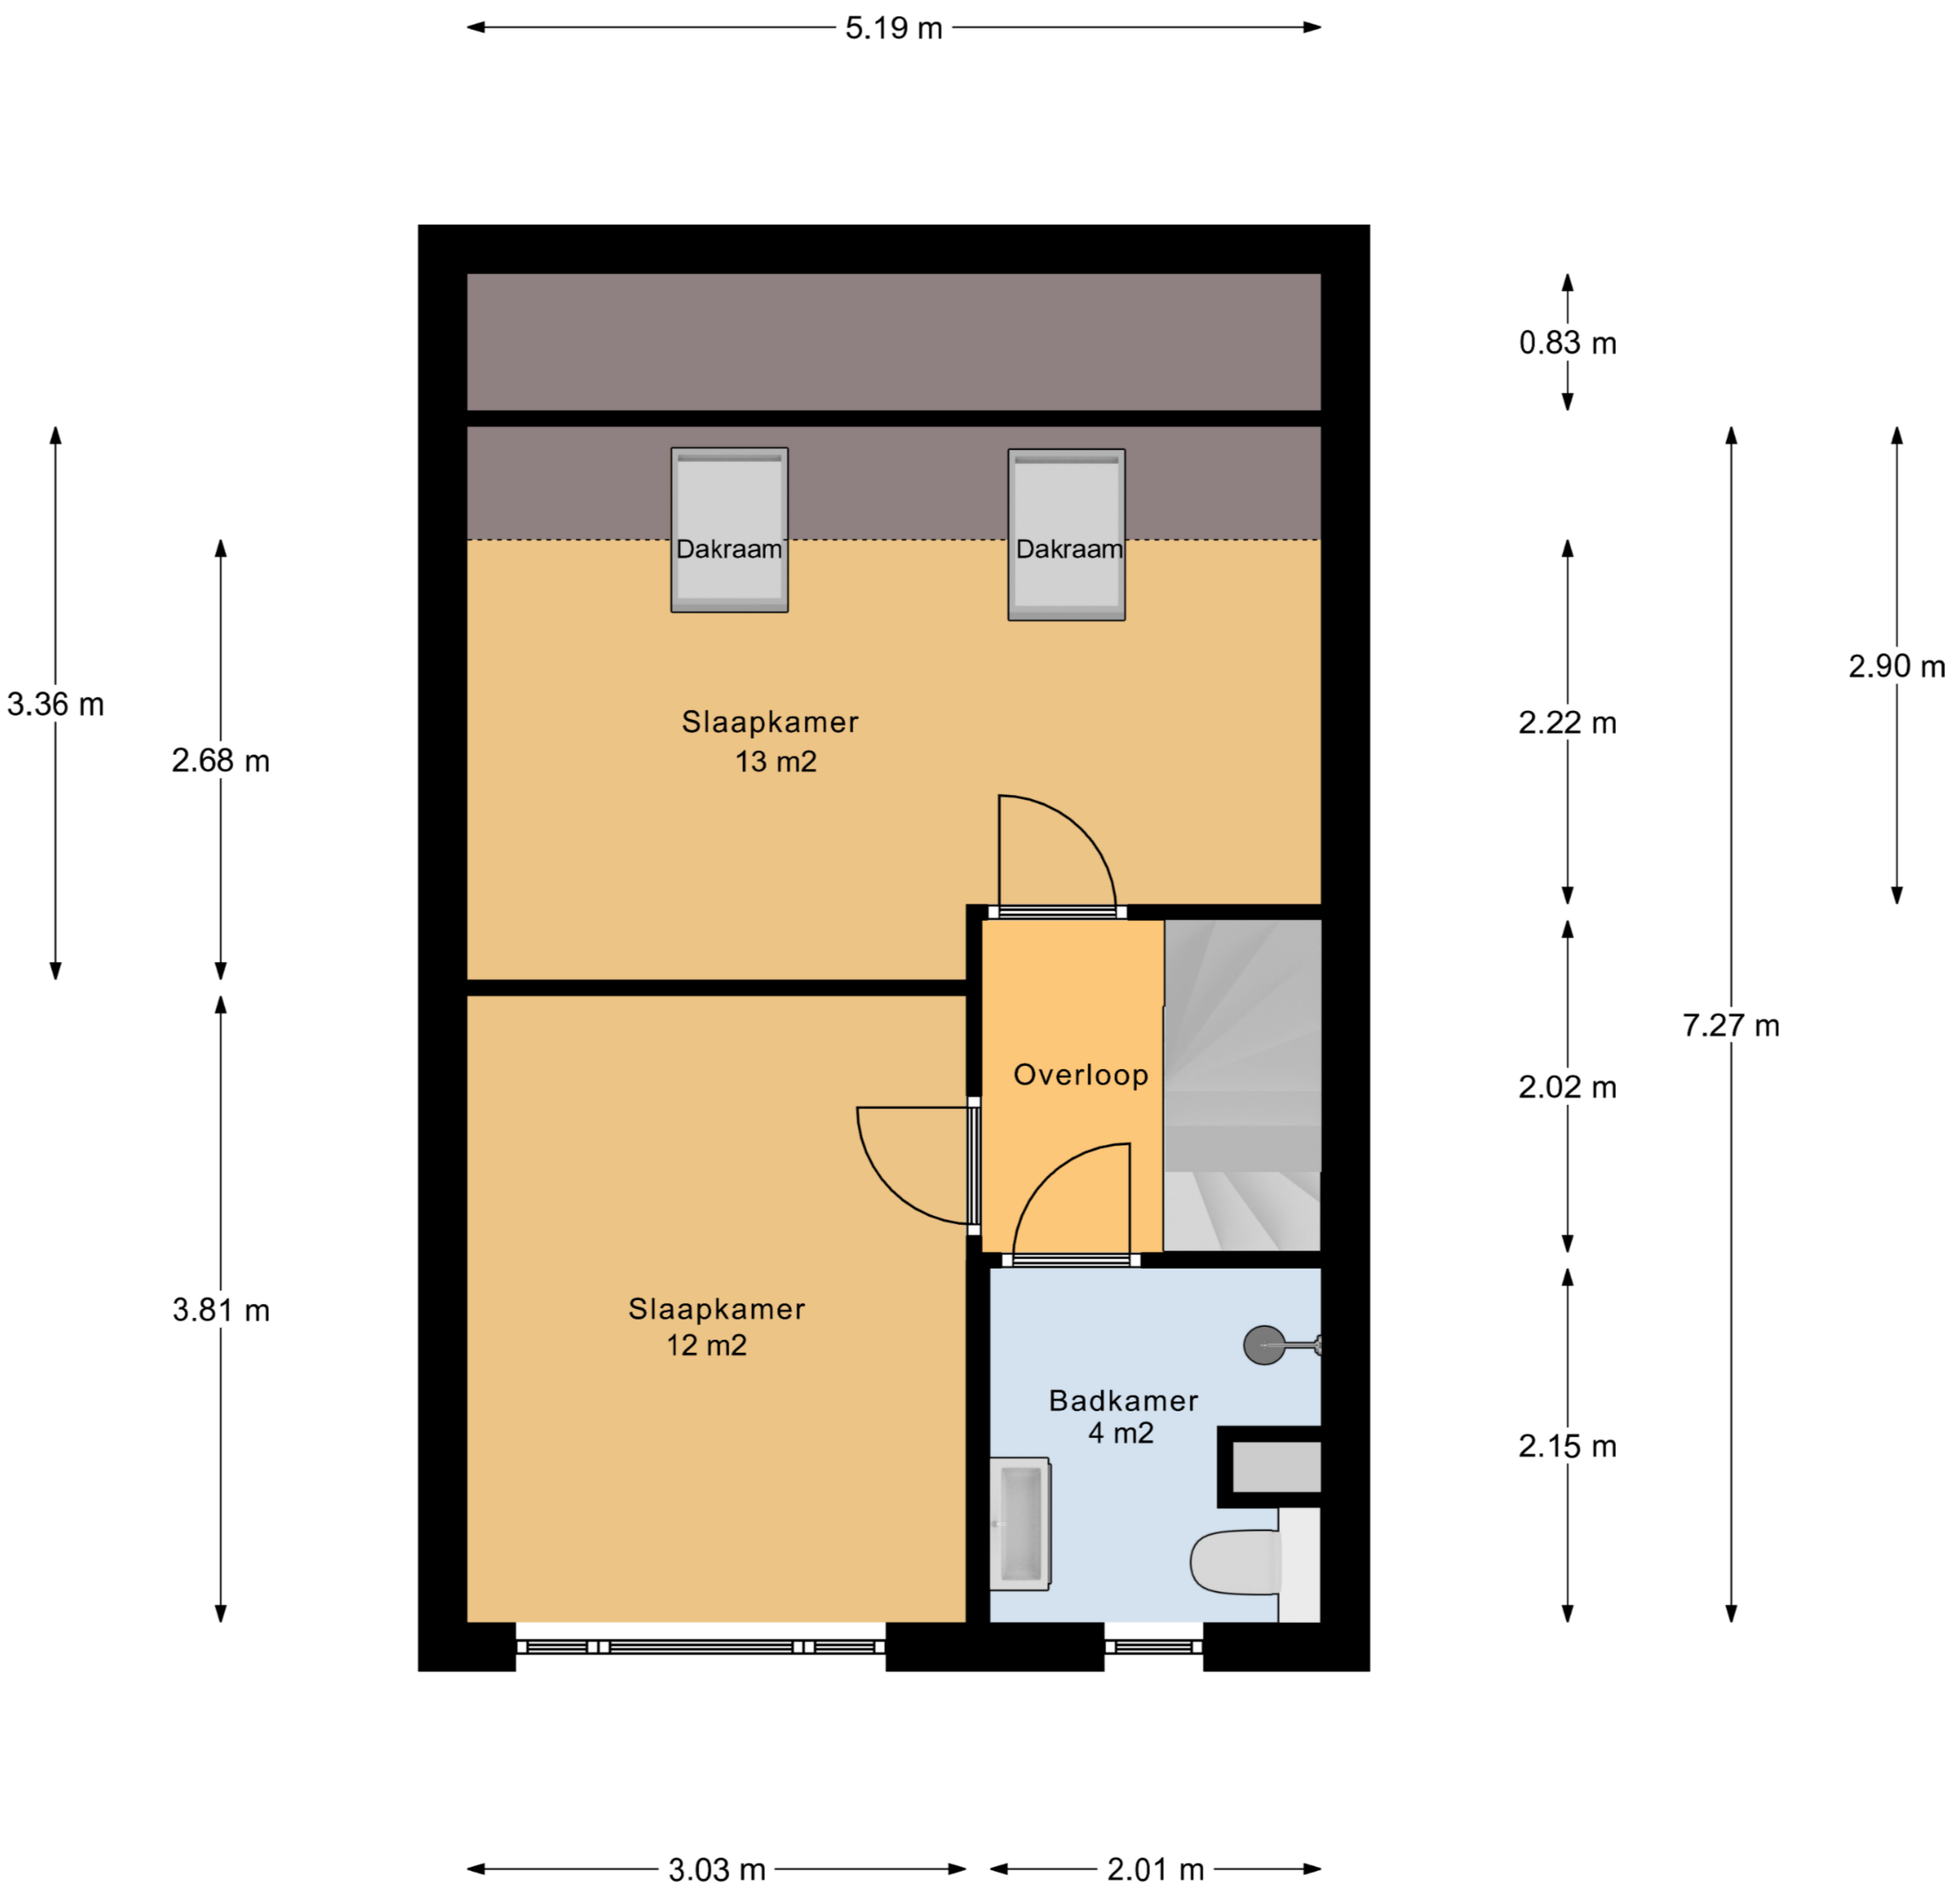 5.19 m
0.83 m
Dakraam
Dakraam
2.90 m
3.36 m
Slaapkamer
13 m2
2.22 m
2.68 m
7.27 m
Overloop
2.02 m
Slaapkamer
12 m2
3.81 m
Badkamer
4 m2
2.15 m
3.03 m
2.01 m